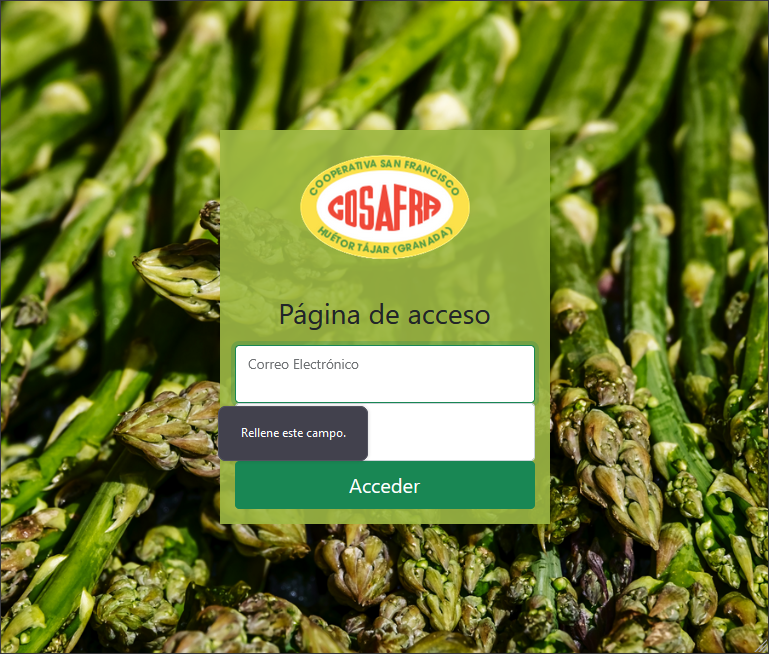 COOPERATIVA SAN FRANCISCO
COSAFRA
HUÉTOR TÁJAR (GRANADA)
Página de acceso
Correo Electrónico
Rellene este campo.
Acceder